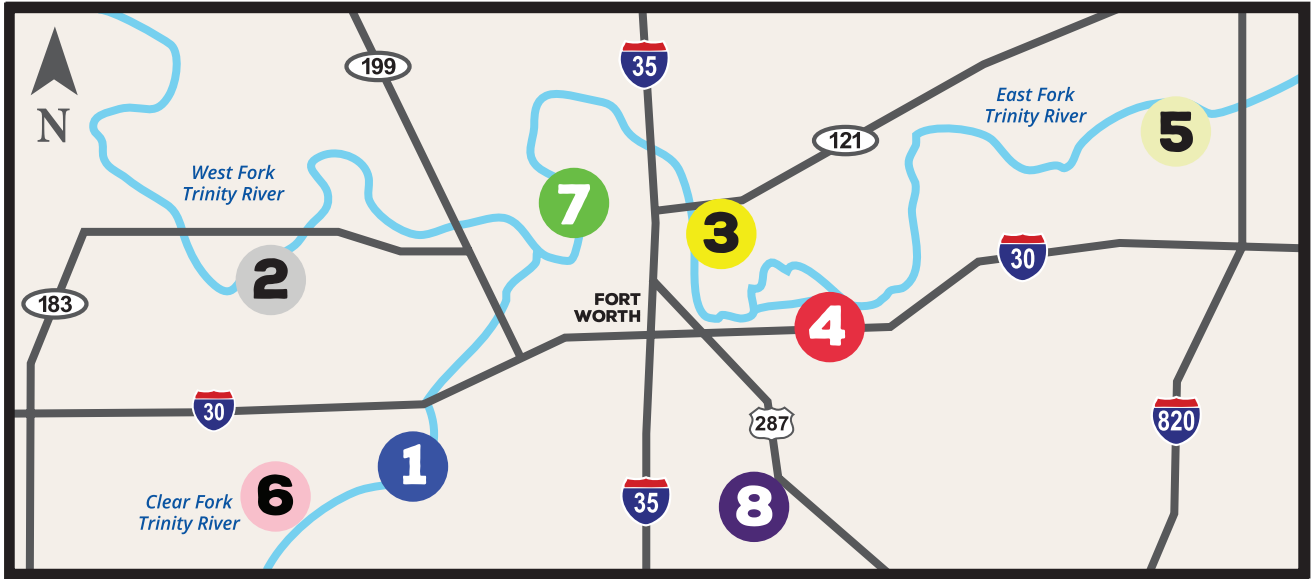 199
35
East Fork
Trinity River
N
5
121
West Fork
Trinity River
7
3
2
30
183
FORT
WORTH
4
30
287
820
1
6
Clear Fork
Trinity River
35
8